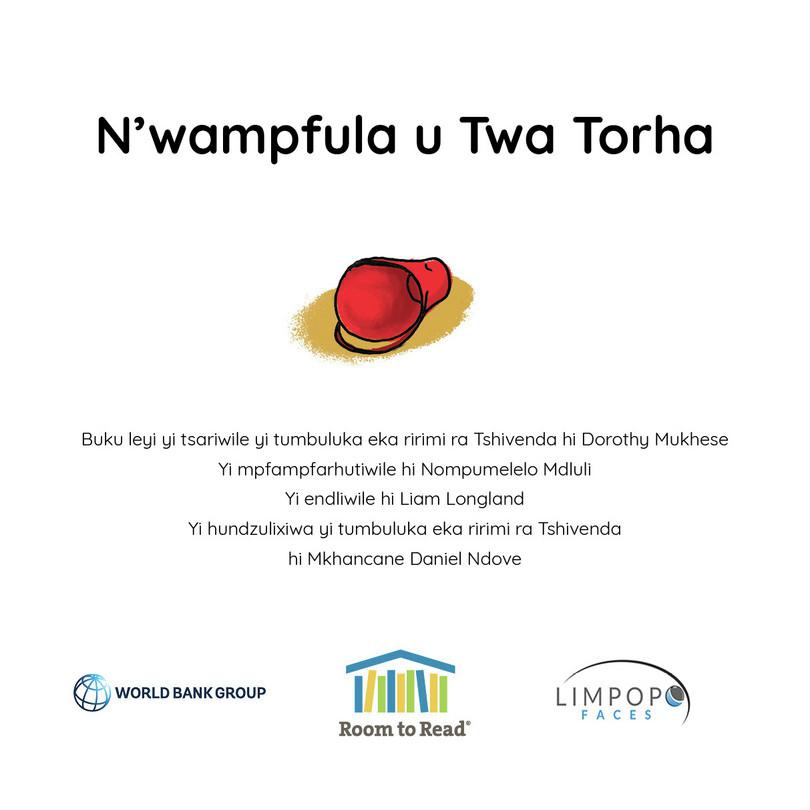 N'wampfula u Twa Torha
Buku leyi yi tsariwile yi tumbuluka eka ririmi ra Tshivenda hi Dorothy Mukhese
Yi mpfampfarhutiwile hi Nompumelelo Mdluli
Yi endliwile hi Liam Longland
Yi hundzulixiwa yi tumbuluka eka ririmi ra Tshivenda
hi Mkhancane Daniel Ndove
WORLD BANK GROUP
Room to Read®
LIMPOPO
FACES